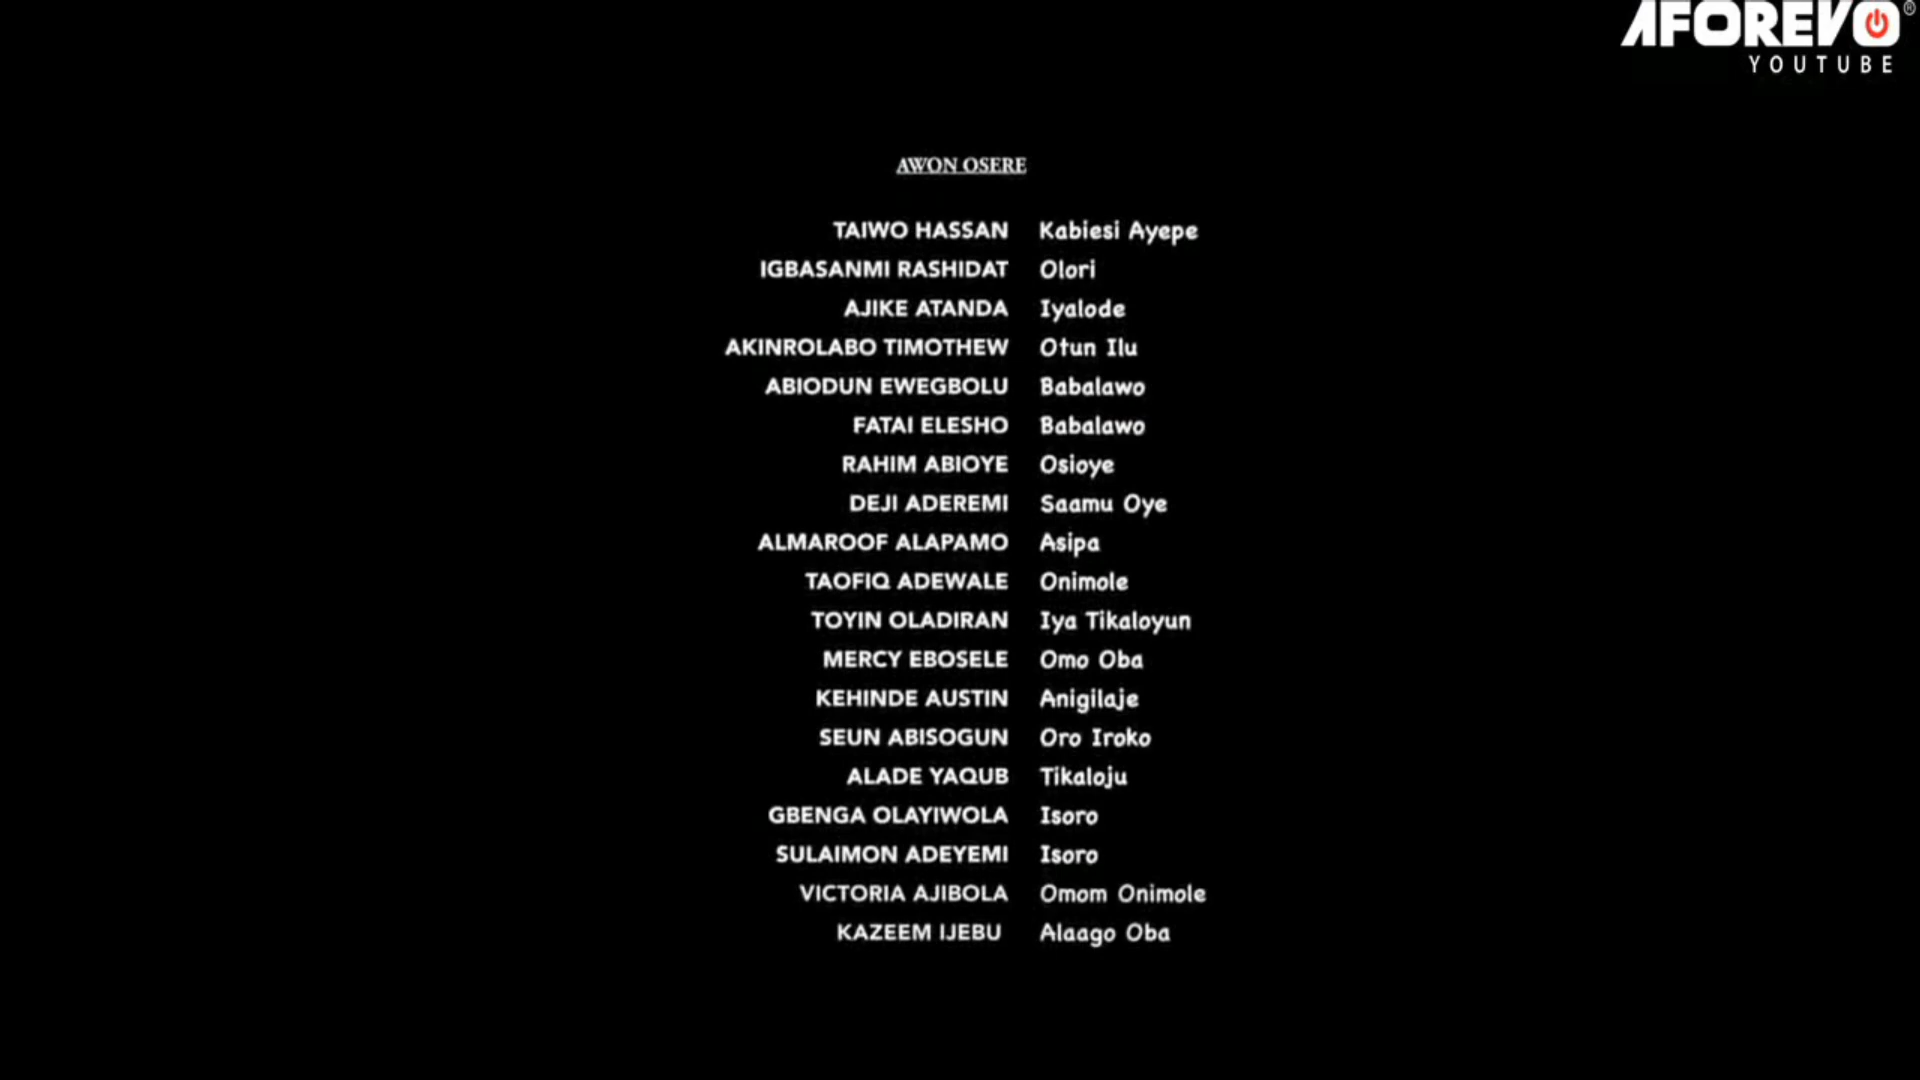 AFOREVO®
YOUTUBE
AWON OSERE
TAIWO HASSAN Kabiesi Ayepe
IGBASANMI RASHIDAT Olori
AJIKE ATANDA Iyalode
AKINROLABO TIMOTHEW Otun Ilu
ABIODUN EWEGBOLU Babalawo
FATAI ELESHO Babalawo
RAHIM ABIOYE Osioye
DEJI ADEREMI Saamu Oye
ALMAROOF ALAPAMO Asipa
TAOFIQ ADEWALE Onimole
TOYIN OLADIRAN Iya Tikaloyun
MERCY EBOSELE Omo Oba
KEHINDE AUSTIN Anigilaje
SEUN ABISOGUN Oro Iroko
ALADE YAQUB Tikaloju
GBENGA OLAYIWOLA Isoro
SULAIMON ADEYEMI Isoro
VICTORIA AJIBOLA Omom Onimole
KAZEEM IJEBU Alaago Oba